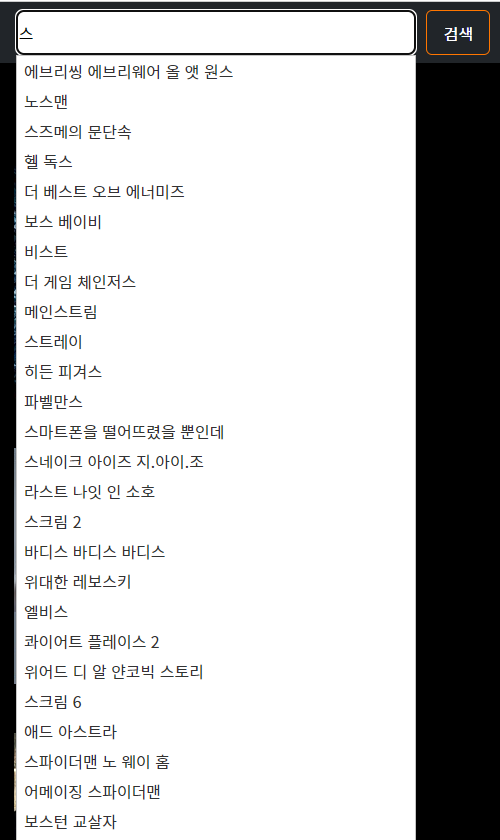 스
검색
에브리씽 에브리웨어 올 앳 원스
노스맨
스즈메의 문단속
헬 독스
더 베스트 오브 에너미즈
보스 베이비
비스트
더 게임 체인저스
메인스트림
스트레이
히든 피겨스
파벨만스
스마트폰을 떨어뜨렸을 뿐인데
스네이크 아이즈 지.아이.조
라스트 나잇 인 소호
스크림 2
바디스 바디스 바디스
위대한 레보스키
엘비스
콰이어트 플레이스 2
위어드 디 알 얀코빅 스토리
스크림 6
애드 아스트라
스파이더맨 노 웨이 홈
어메이징 스파이더맨
보스턴 교살자